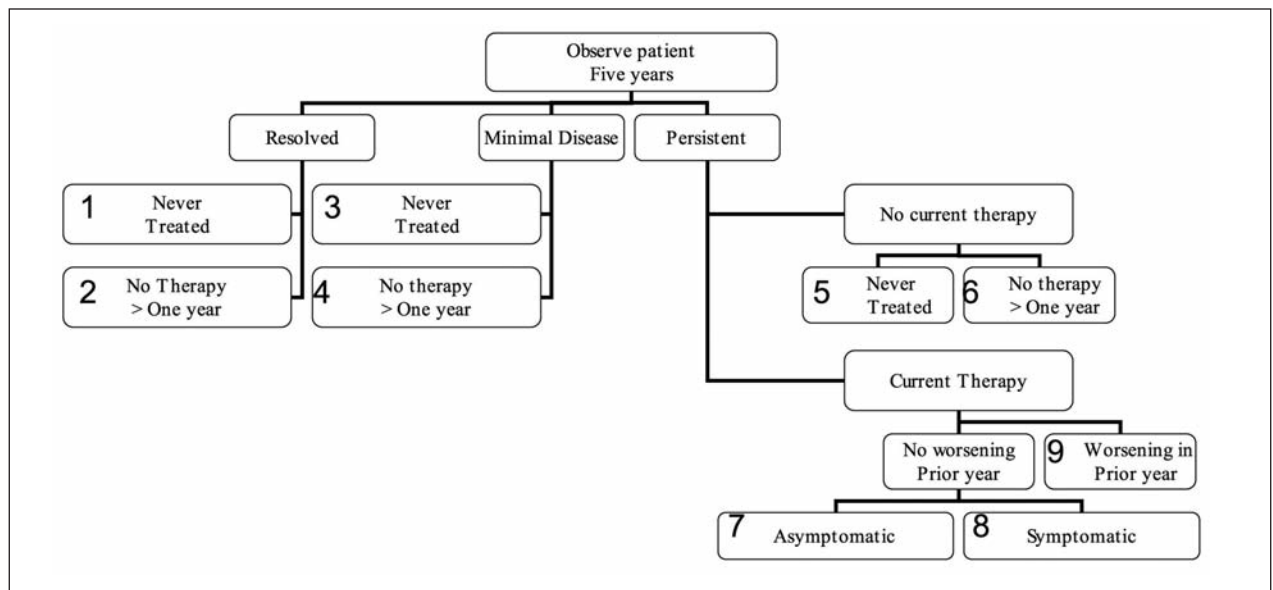 Observe patient
Five years
Resolved
Minimal Disease
Persistent
1 Never
Treated
3 Never
Treated
No current therapy
2 No Therapy
> One year
4 No therapy
> One year
5 Never
Treated
6 No therapy
> One year
Current Therapy
No worsening
Prior year
9 Worsening in
Prior year
7 Asymptomatic
8 Symptomatic